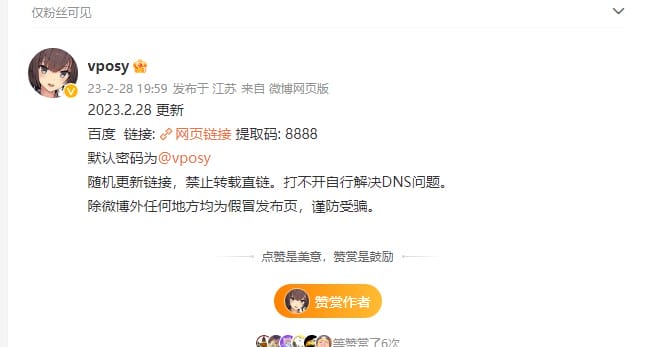 仅粉丝可见
vposy
23-2-28 19:59 发布于 江苏 来自 微博网页版
2023.2.28 更新
百度 链接: 网页链接 提取码: 8888
默认密码为@vposy
随机更新链接，禁止转载直链。打不开自行解决DNS问题。
除微博外任何地方均为假冒发布页，谨防受骗。
点赞是美意，赞赏是鼓励
赞赏作者
等赞赏了6次